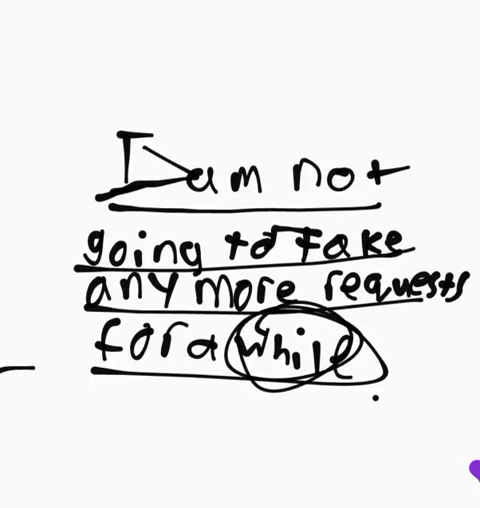 I am not
going to take
any more requests
for a while.